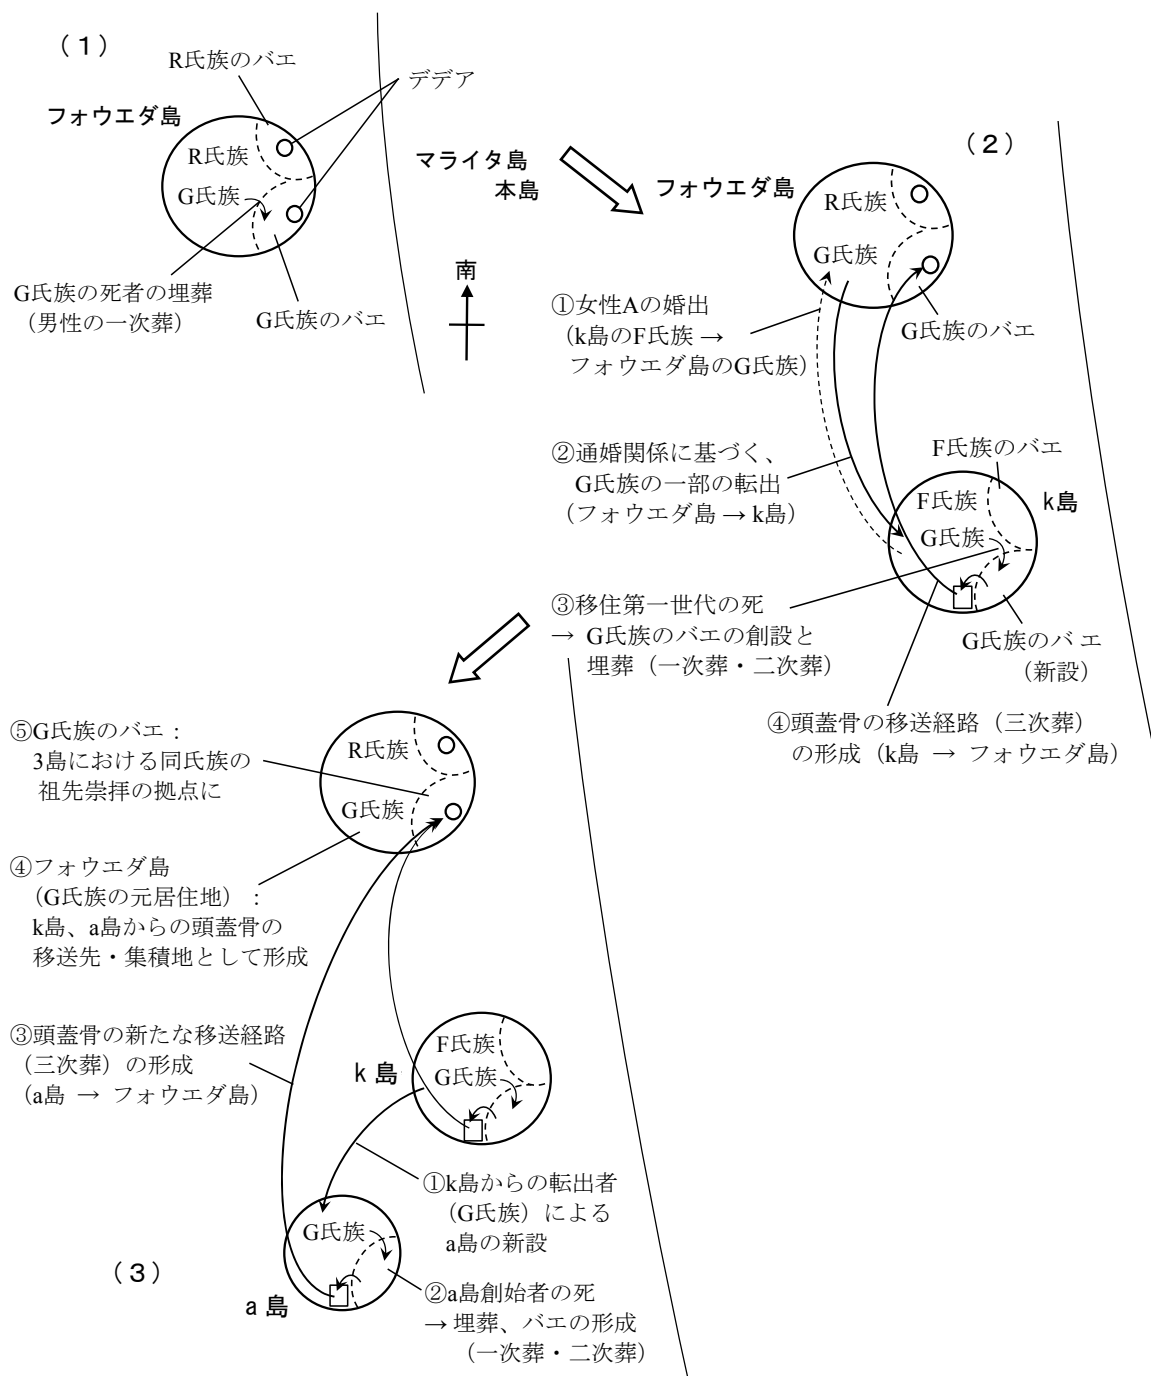 (1)
R氏族のバエ
デデア
フォウエダ島
R氏族
G氏族
マライタ島
本島
南
G氏族の死者の埋葬
(男性の一次葬)
G氏族のバエ
(2)
フォウエダ島
R氏族
G氏族
①女性Aの婚出
(k島のF氏族 →
フォウエダ島のG氏族)
G氏族のバエ
②通婚関係に基づく、
G氏族の一部の転出
(フォウエダ島 → k島)
F氏族のバエ
F氏族
k島
G氏族
③移住第一世代の死
→ G氏族のバエの創設と
埋葬(一次葬・二次葬)
G氏族のバエ
(新設)
④頭蓋骨の移送経路(三次葬)
の形成(k島 → フォウエダ島)
⑤G氏族のバエ:
3島における同氏族の
祖先崇拝の拠点に
R氏族
G氏族
④フォウエダ島
(G氏族の元居住地):
k島、a島からの頭蓋骨の
移送先・集積地として形成
③頭蓋骨の新たな移送経路
(三次葬)の形成
(a島 → フォウエダ島)
F氏族
k島
G氏族
①k島からの転出者
(G氏族)による
a島の新設
G氏族
(3)
a島
②a島創始者の死
→ 埋葬、バエの形成
(一次葬・二次葬)